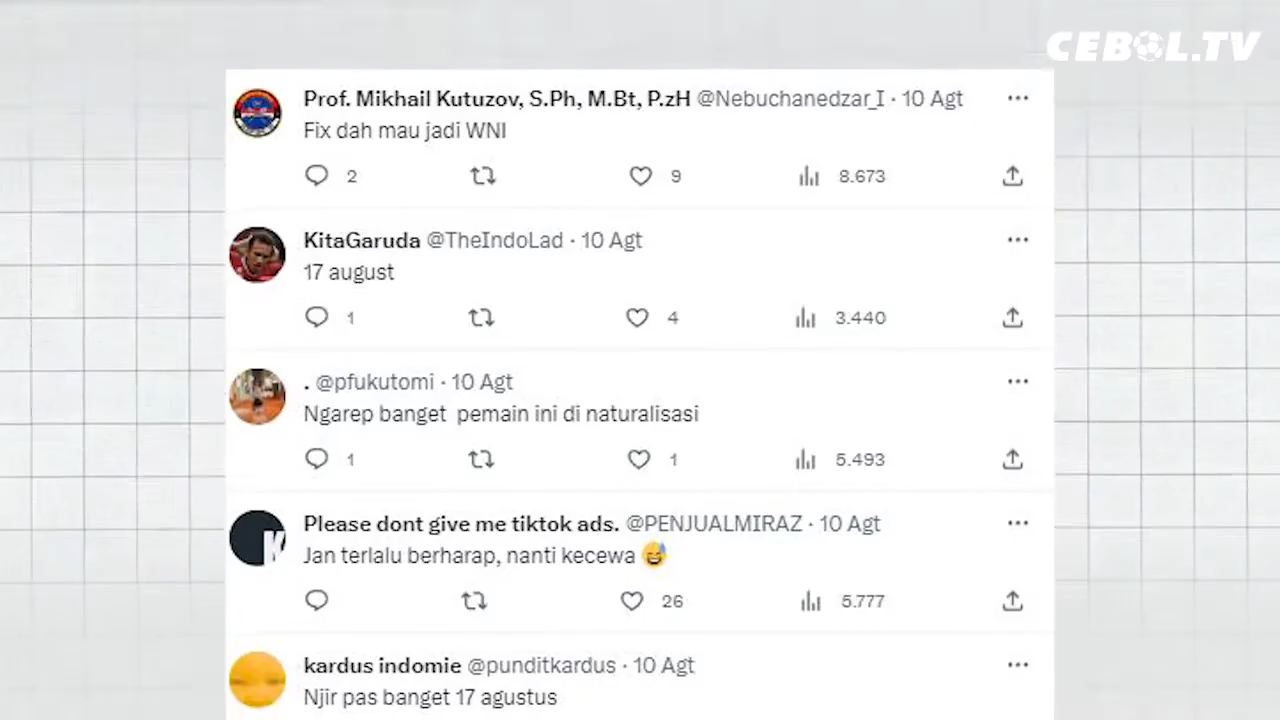 CEBOL.TV
Prof. Mikhail Kutuzov, S.Ph, M.Bt, P.zH @Nebuchanedzar_I · 10 Agt
Fix dah mau jadi WNI
2 9 8.673
KitaGaruda @TheIndoLad · 10 Agt
17 august
1 4 3.440
. @pfukutomi · 10 Agt
Ngarep banget pemain ini di naturalisasi
1 1 5.493
Please dont give me tiktok ads. @PENJUALMIRAZ · 10 Agt
Jan terlalu berharap, nanti kecewa 😅
26 5.777
kardus indomie @punditkardus · 10 Agt
Njir pas banget 17 agustus